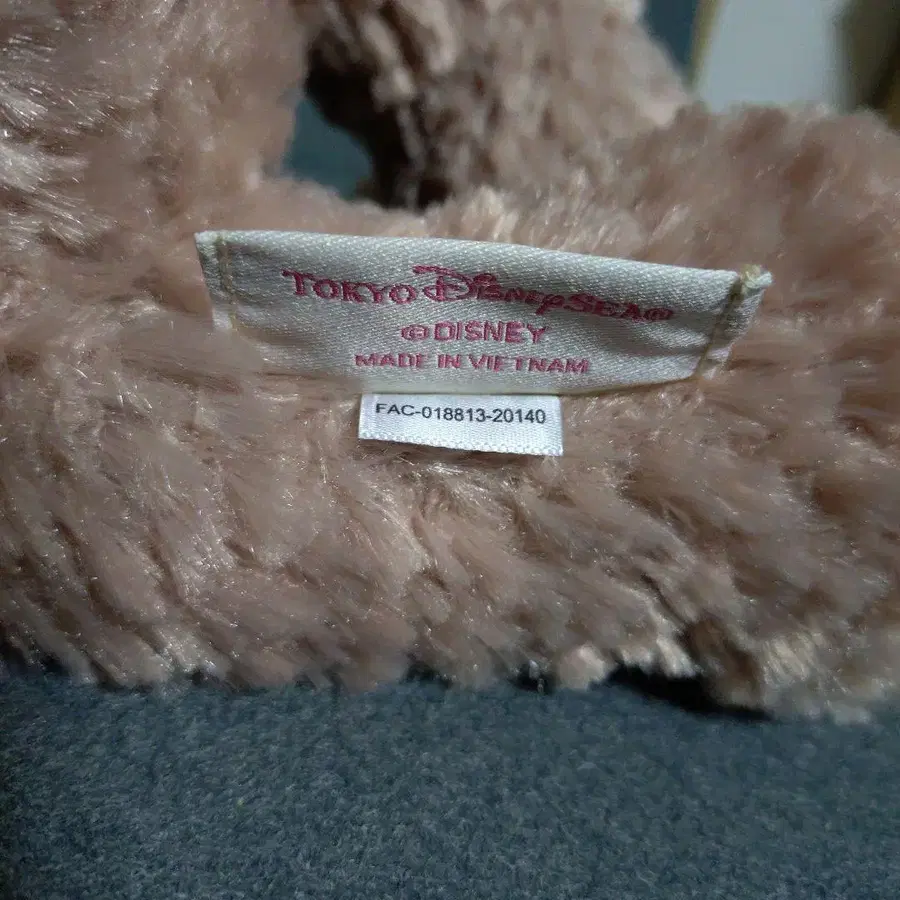 TOKYO DISNEYSEA®
© DISNEY
MADE IN VIETNAM
FAC-018813-20140